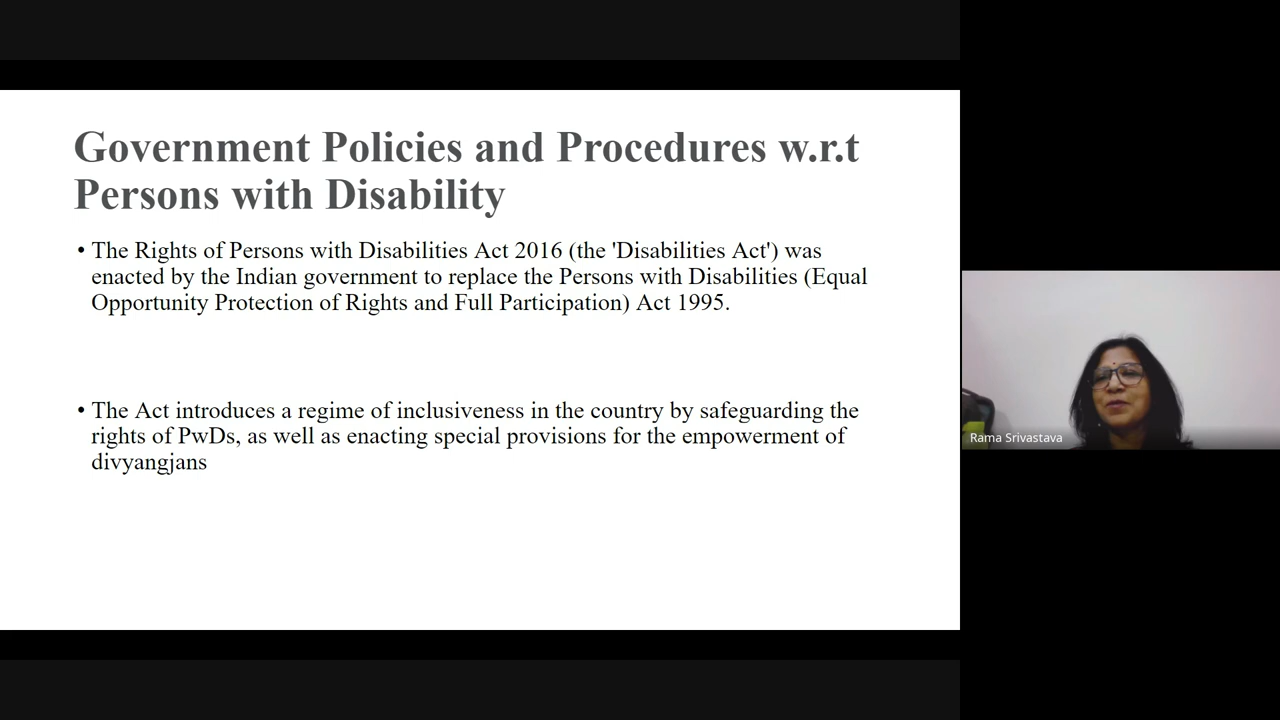 Government Policies and Procedures w.r.t
Persons with Disability
• The Rights of Persons with Disabilities Act 2016 (the 'Disabilities Act') was
enacted by the Indian government to replace the Persons with Disabilities (Equal
Opportunity Protection of Rights and Full Participation) Act 1995.
• The Act introduces a regime of inclusiveness in the country by safeguarding the
rights of PwDs, as well as enacting special provisions for the empowerment of
divyangjans
Rama Srivastava